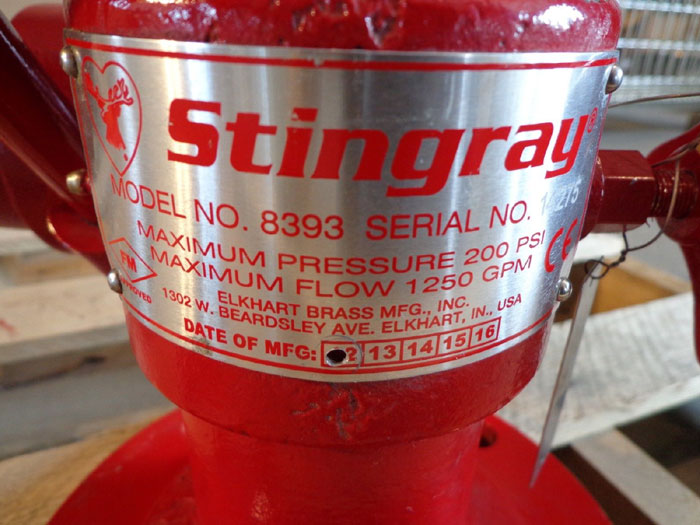 Stingray®
MODEL NO. 8393 SERIAL NO.
MAXIMUM PRESSURE 200 PSI
MAXIMUM FLOW 1250 GPM
CE
FM
APPROVED
ELKHART BRASS MFG., INC.
1302 W. BEARDSLEY AVE. ELKHART, IN., USA
DATE OF MFG: 13 14 15 16